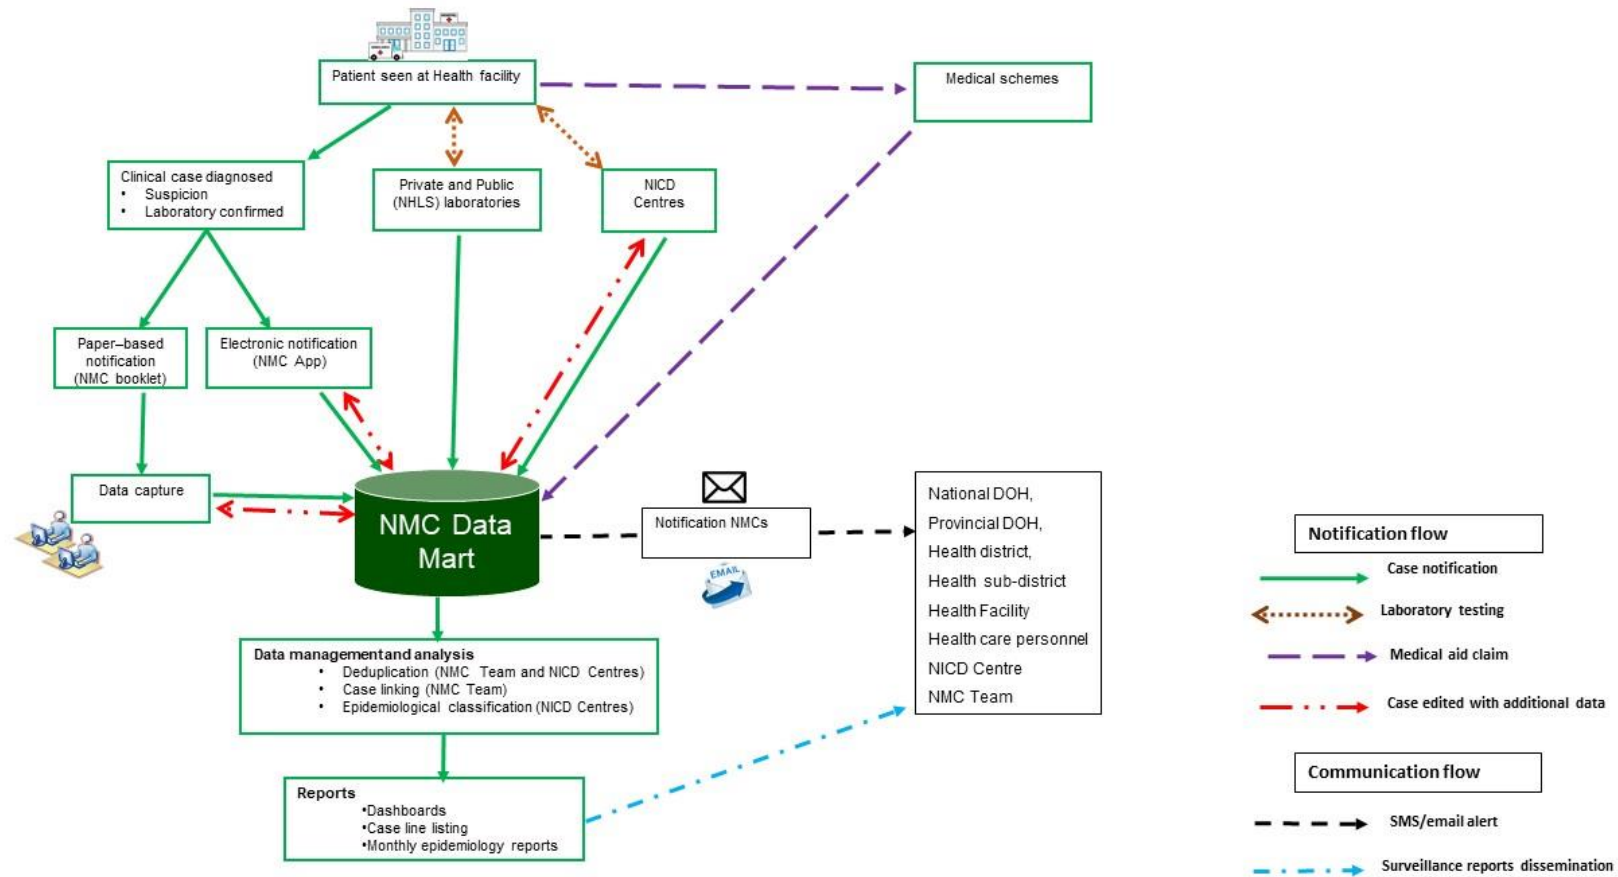 Patient seen at Health facility
Medical schemes
Clinical case diagnosed
• Suspicion
• Laboratory confirmed
Private and Public
(NHLS) laboratories
NICD
Centres
Paper–based
notification
(NMC booklet)
Electronic notification
(NMC App)
Data capture
NMC Data
Mart
Notification NMCs
EMAIL
National DOH,
Provincial DOH,
Health district,
Health sub-district
Health Facility
Health care personnel
NICD Centre
NMC Team
Data management and analysis
• Deduplication (NMC Team and NICD Centres)
• Case linking (NMC Team)
• Epidemiological classification (NICD Centres)
Reports
•Dashboards
•Case line listing
•Monthly epidemiology reports
Notification flow
Case notification
Laboratory testing
Medical aid claim
Case edited with additional data
Communication flow
SMS/email alert
Surveillance reports dissemination